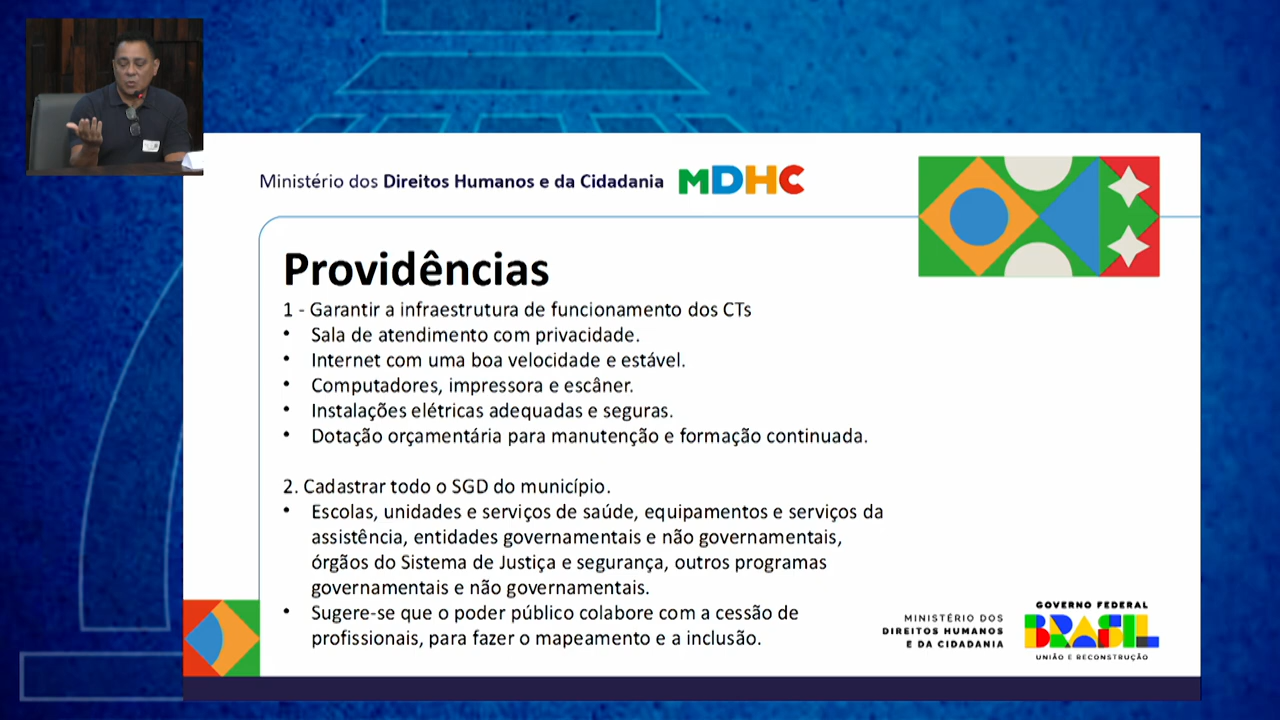 Ministério dos Direitos Humanos e da Cidadania MDHC
Providências
1 - Garantir a infraestrutura de funcionamento dos CTs
• Sala de atendimento com privacidade.
• Internet com uma boa velocidade e estável.
• Computadores, impressora e escâner.
• Instalações elétricas adequadas e seguras.
• Dotação orçamentária para manutenção e formação continuada.
2. Cadastrar todo o SGD do município.
• Escolas, unidades e serviços de saúde, equipamentos e serviços da
assistência, entidades governamentais e não governamentais,
órgãos do Sistema de Justiça e segurança, outros programas
governamentais e não governamentais.
• Sugere-se que o poder público colabore com a cessão de
profissionais, para fazer o mapeamento e a inclusão.
MINISTÉRIO DOS
DIREITOS HUMANOS
E DA CIDADANIA
GOVERNO FEDERAL
BRASIL
UNIÃO E RECONSTRUÇÃO